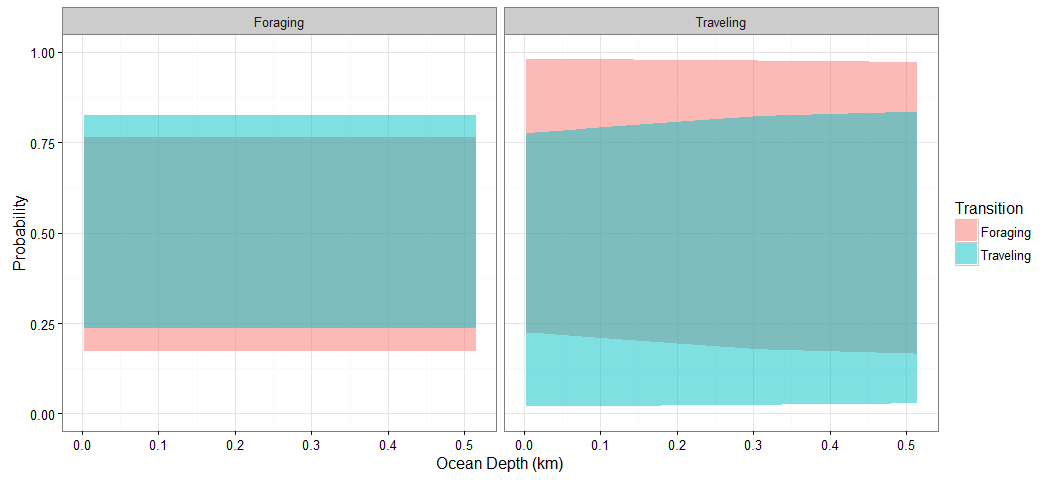 Foraging Traveling
1.00
0.75
0.50
0.25
0.00
Probability
0.0 0.1 0.2 0.3 0.4 0.5 0.0 0.1 0.2 0.3 0.4 0.5
Ocean Depth (km)
Transition
Foraging
Traveling